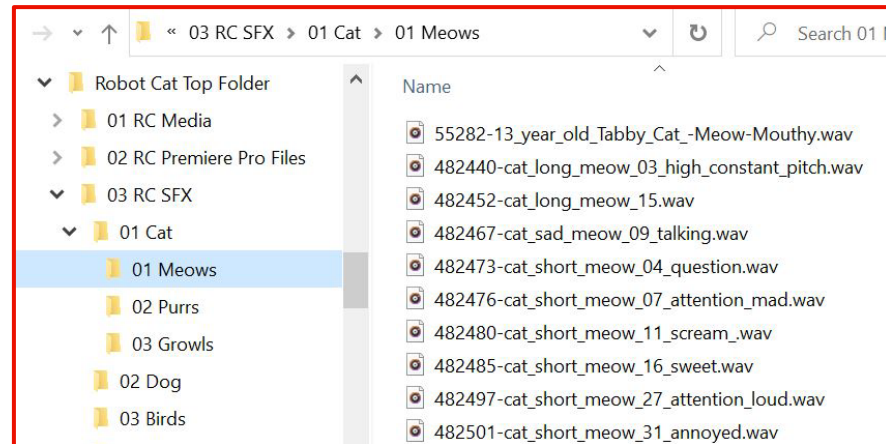 « 03 RC SFX > 01 Cat > 01 Meows
Search 01
Robot Cat Top Folder
01 RC Media
02 RC Premiere Pro Files
03 RC SFX
01 Cat
01 Meows
02 Purrs
03 Growls
02 Dog
03 Birds
Name
55282-13_year_old_Tabby_Cat_-Meow-Mouthy.wav
482440-cat_long_meow_03_high_constant_pitch.wav
482452-cat_long_meow_15.wav
482467-cat_sad_meow_09_talking.wav
482473-cat_short_meow_04_question.wav
482476-cat_short_meow_07_attention_mad.wav
482480-cat_short_meow_11_scream_.wav
482485-cat_short_meow_16_sweet.wav
482497-cat_short_meow_27_attention_loud.wav
482501-cat_short_meow_31_annoyed.wav